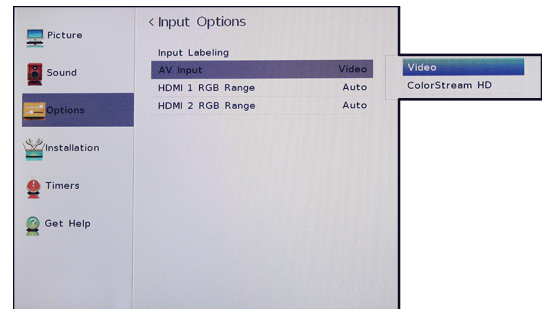 < Input Options
Picture
Sound
Options
Installation
Timers
Get Help
Input Labeling
AV Input Video
HDMI 1 RGB Range Auto
HDMI 2 RGB Range Auto
Video
ColorStream HD